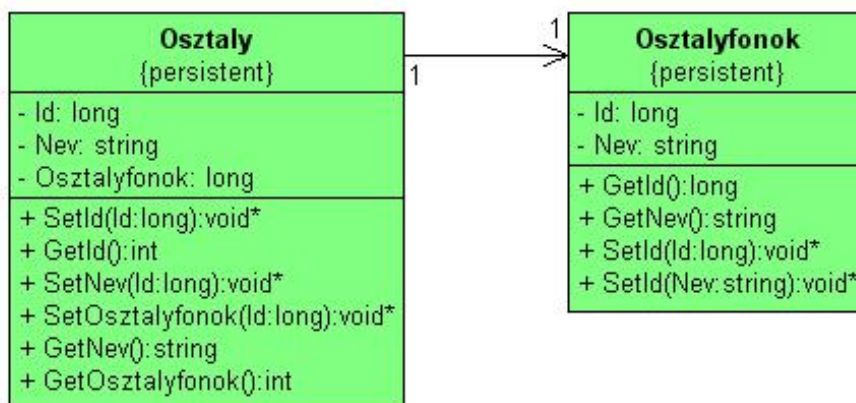 Osztaly
{persistent}
- Id: long
- Nev: string
- Osztalyfonok: long
+ SetId(Id:long):void*
+ GetId():int
+ SetNev(Id:long):void*
+ SetOsztalyfonok(Id:long):void*
+ GetNev():string
+ GetOsztalyfonok():int
1
1
Osztalyfonok
{persistent}
- Id: long
- Nev: string
+ GetId():long
+ GetNev():string
+ SetId(Id:long):void*
+ SetId(Nev:string):void*